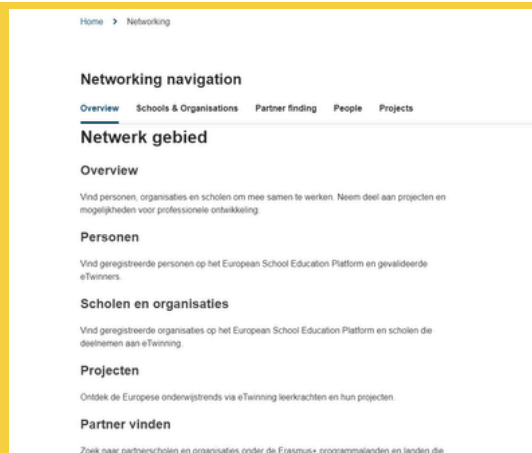 Home > Networking
Networking navigation
Overview Schools & Organisations Partner finding People Projects
Netwerk gebied
Overview
Vind personen, organisaties en scholen om mee samen te werken. Neem deel aan projecten en
mogelijkheden voor professionele ontwikkeling.
Personen
Vind geregistreerde personen op het European School Education Platform en gevalideerde
eTwinners.
Scholen en organisaties
Vind geregistreerde organisaties op het European School Education Platform en scholen die
deelnemen aan eTwinning.
Projecten
Ontdek de Europese onderwijstrends via eTwinning leerkrachten en hun projecten.
Partner vinden
Zoek naar partnerscholen en organisaties onder de Erasmus+ programmalanden en landen die